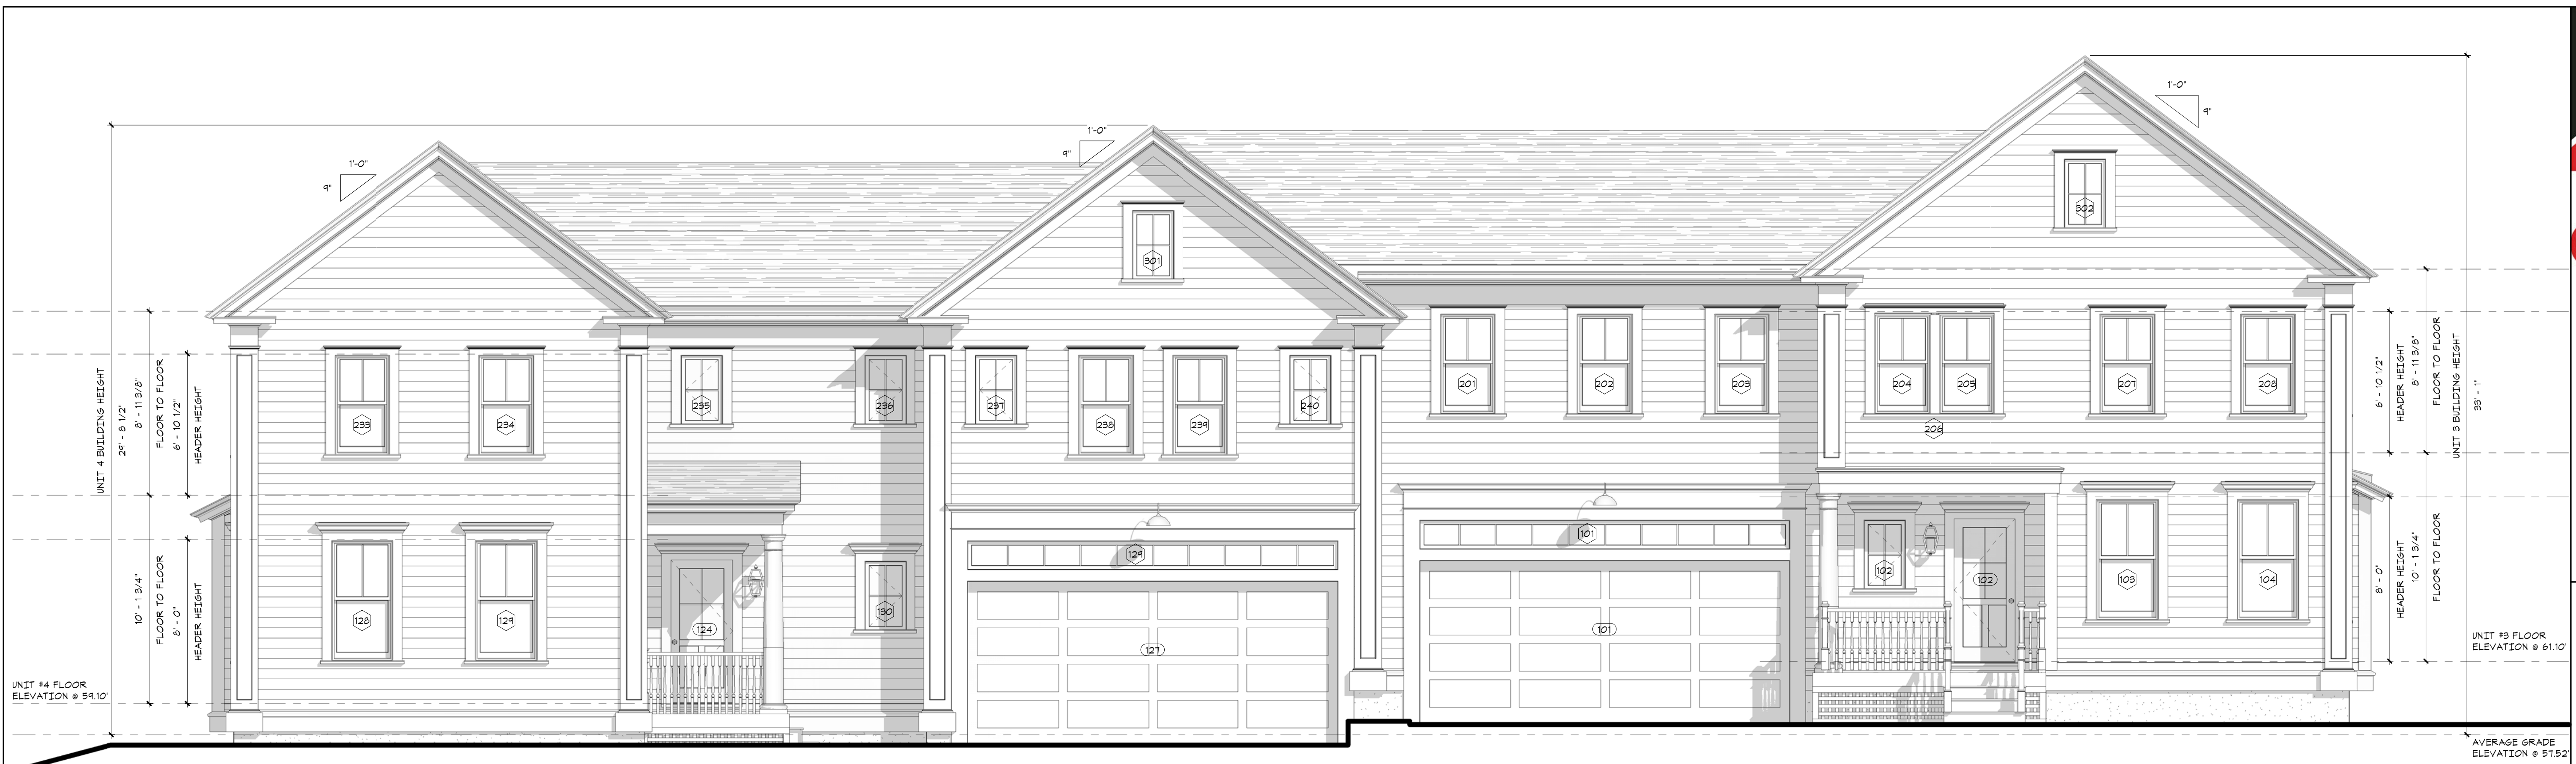 1'-0"
9"
1'-0"
9"
1'-0"
9"
301
302
UNIT 4 BUILDING HEIGHT
29' - 8 1/2"
8' - 11 3/8"
FLOOR TO FLOOR
6' - 10 1/2"
HEADER HEIGHT
10' - 1 3/4"
FLOOR TO FLOOR
8' - 0"
HEADER HEIGHT
UNIT #4 FLOOR
ELEVATION @ 59.10'
233
234
235
236
237
238
239
240
201
202
203
204
205
206
207
208
128
129
124
130
129
127
101
101
102
102
103
104
6' - 10 1/2"
HEADER HEIGHT
8' - 11 3/8"
FLOOR TO FLOOR
UNIT 3 BUILDING HEIGHT
33' - 1"
8' - 0"
HEADER HEIGHT
10' - 1 3/4"
FLOOR TO FLOOR
UNIT #3 FLOOR
ELEVATION @ 61.10'
AVERAGE GRADE
ELEVATION @ 57.52'